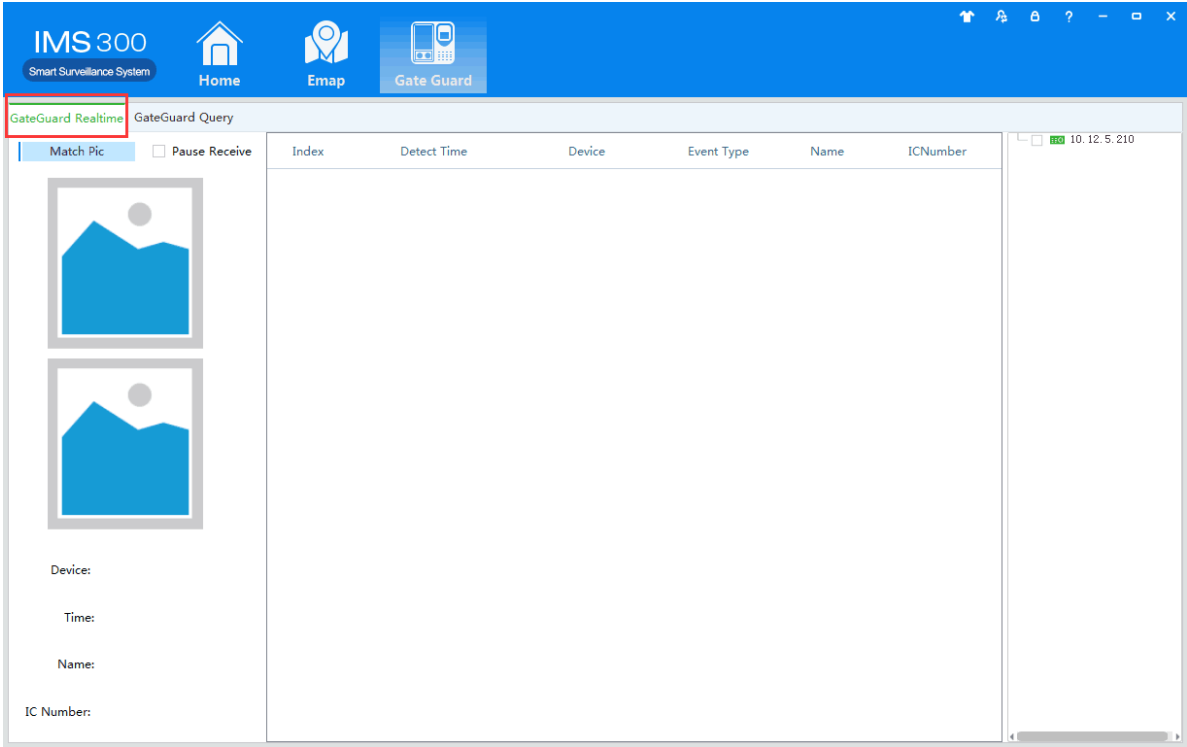 IMS 300
Smart Surveillance System
Home
Emap
Gate Guard
GateGuard Realtime
GateGuard Query
Match Pic
Pause Receive
Index
Detect Time
Device
Event Type
Name
ICNumber
10.12.5.210
Device:
Time:
Name:
IC Number: